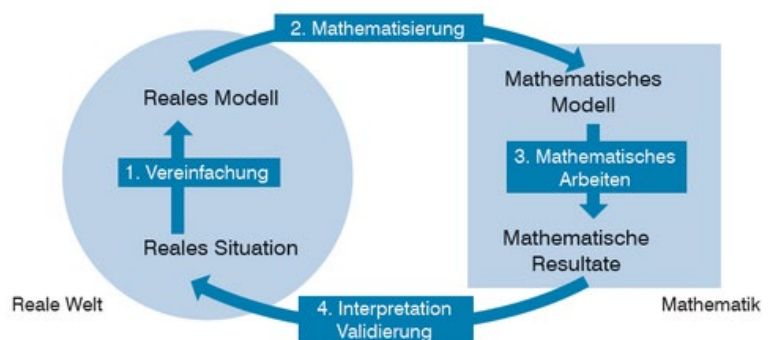 2. Mathematisierung
Reales Modell
Mathematisches
Modell
1. Vereinfachung
3. Mathematisches
Arbeiten
Reales Situation
Mathematische
Resultate
Reale Welt
4. Interpretation
Validierung
Mathematik